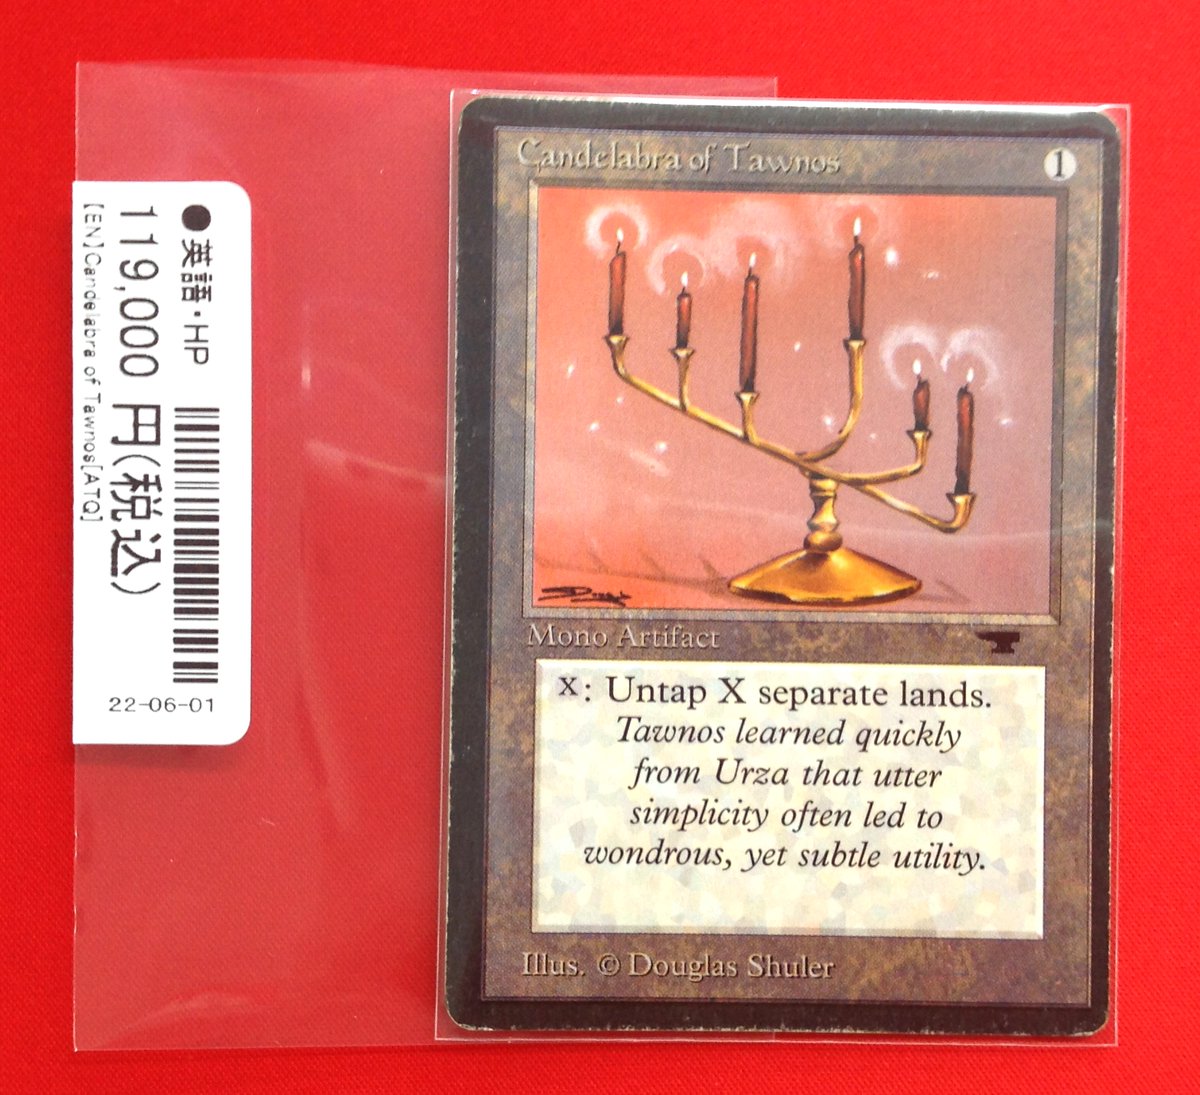 ●英語・HP
119,000 円(税込)
【EN】Candelabra of Tawnos[ATQ]
22-06-01
Candelabra of Tawnos
1
Mono Artifact
X: Untap X separate lands.
Tawnos learned quickly
from Urza that utter
simplicity often led to
wondrous, yet subtle utility.
Illus. © Douglas Shuler